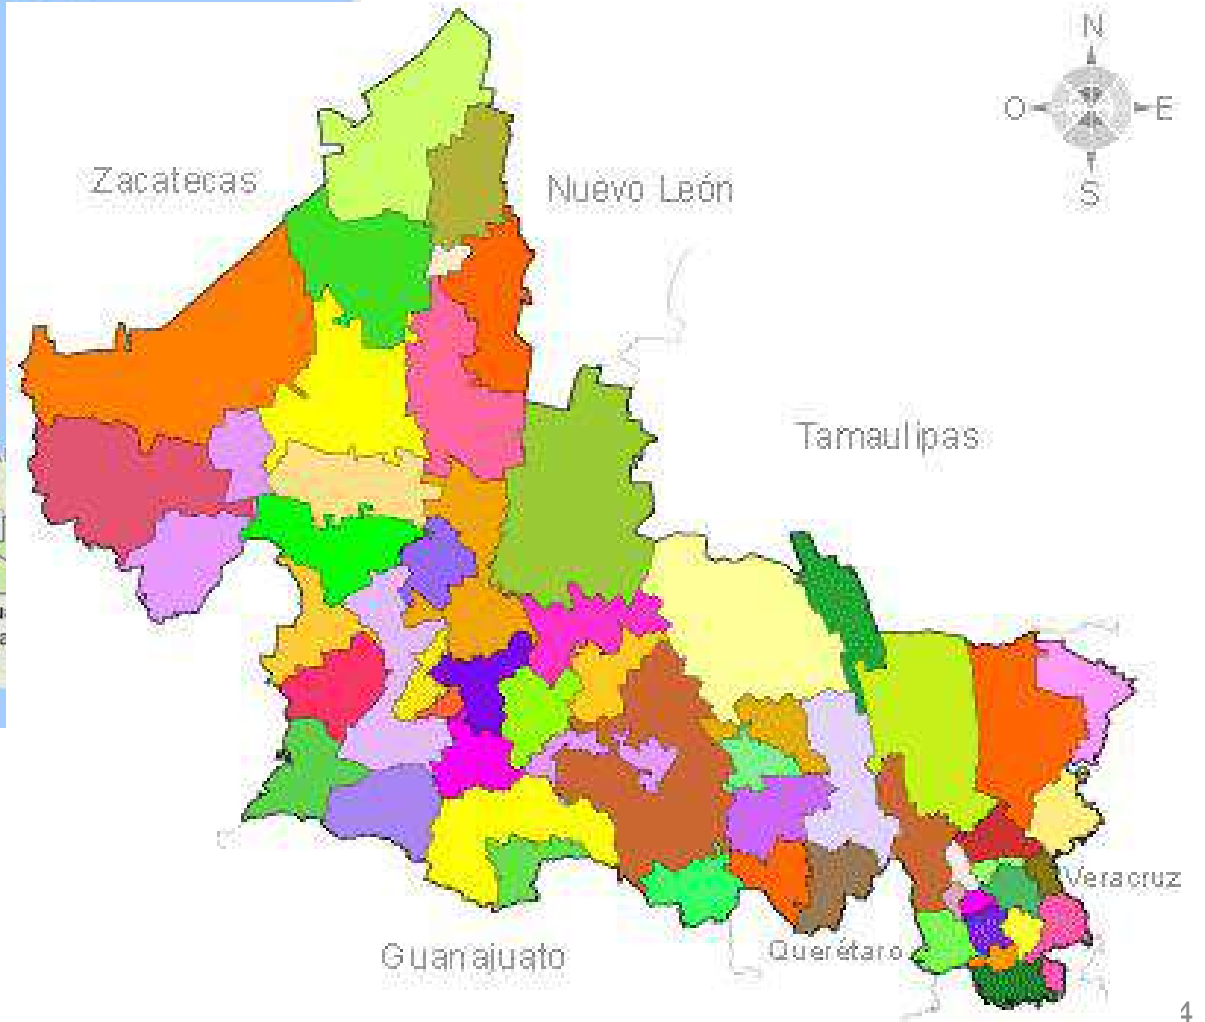 N
O
E
S
Zacatecas
Nuevo León
Tamaulipas
Veracruz
Guanajuato
Querétaro
4